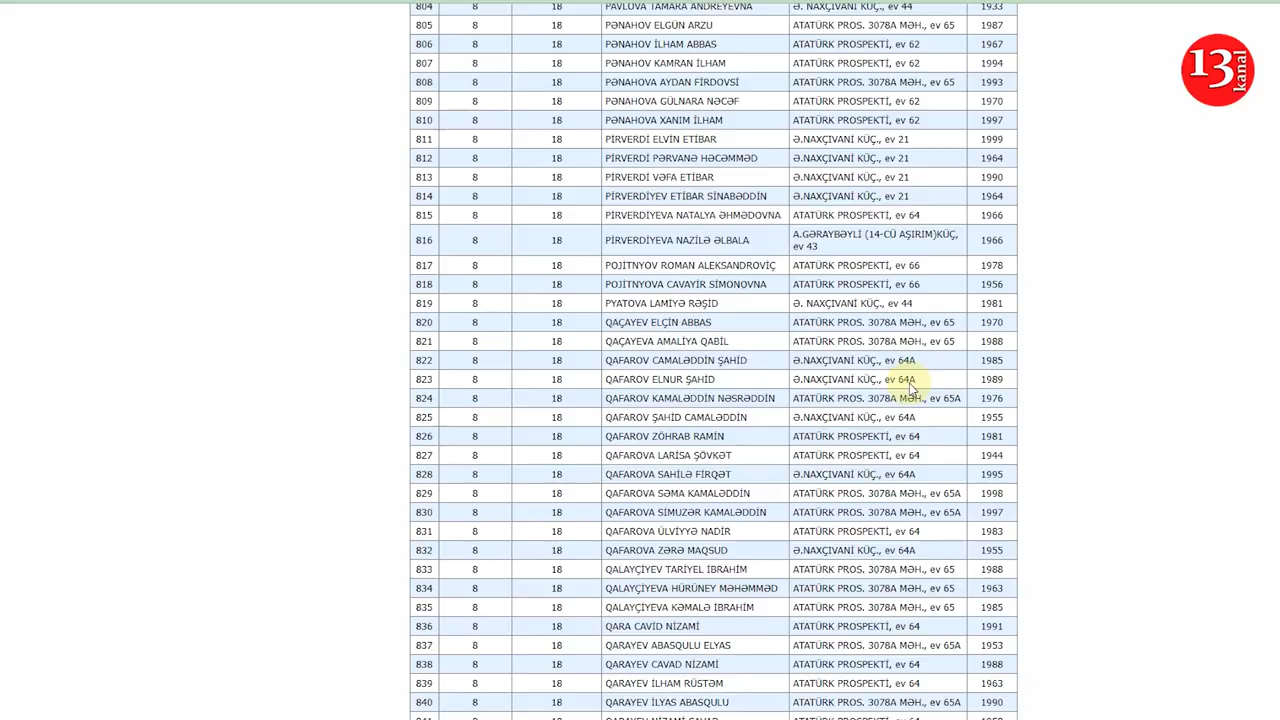 804 8 18 PAVLOVA TAMARA ANDREYEVNA Ə. NAXÇIVANİ KÜÇ., ev 44 1933
805 8 18 PƏNAHOV ELGÜN ARZU ATATÜRK PROS. 3078A MƏH., ev 65 1987
806 8 18 PƏNAHOV İLHAM ABBAS ATATÜRK PROSPEKTİ, ev 62 1967
807 8 18 PƏNAHOV KAMRAN İLHAM ATATÜRK PROSPEKTİ, ev 62 1994
808 8 18 PƏNAHOVA AYDAN FİRDOVSİ ATATÜRK PROS. 3078A MƏH., ev 65 1993
809 8 18 PƏNAHOVA GÜLNARA NƏCƏF ATATÜRK PROSPEKTİ, ev 62 1970
810 8 18 PƏNAHOVA XANIM İLHAM ATATÜRK PROSPEKTİ, ev 62 1997
811 8 18 PİRVERDİ ELVİN ETİBAR Ə.NAXÇIVANİ KÜÇ., ev 21 1999
812 8 18 PİRVERDİ PƏRVANƏ HƏCƏMMƏD Ə.NAXÇIVANİ KÜÇ., ev 21 1964
813 8 18 PİRVERDİ VƏFA ETİBAR Ə.NAXÇIVANİ KÜÇ., ev 21 1990
814 8 18 PİRVERDİYEV ETİBAR SİNABƏDDİN Ə.NAXÇIVANİ KÜÇ., ev 21 1964
815 8 18 PİRVERDİYEVA NATALYA ƏHMƏDOVNA ATATÜRK PROSPEKTİ, ev 64 1966
816 8 18 PİRVERDİYEVA NAZİLƏ ƏLBALA A.GƏRAYBƏYLİ (14-CÜ AŞIRIM)KÜÇ, ev 43 1966
817 8 18 POJİTNYOV ROMAN ALEKSANDROVİÇ ATATÜRK PROSPEKTİ, ev 66 1978
818 8 18 POJİTNYOVA CAVAYİR SİMONOVNA ATATÜRK PROSPEKTİ, ev 66 1956
819 8 18 PYATOVA LAMİYƏ RƏŞİD Ə. NAXÇIVANİ KÜÇ., ev 44 1981
820 8 18 QAÇAYEV ELÇİN ABBAS ATATÜRK PROS. 3078A MƏH., ev 65 1970
821 8 18 QAÇAYEVA AMALİYA QABİL ATATÜRK PROS. 3078A MƏH., ev 65 1988
822 8 18 QAFAROV CAMALƏDDİN ŞAHİD Ə.NAXÇIVANİ KÜÇ., ev 64A 1985
823 8 18 QAFAROV ELNUR ŞAHİD Ə.NAXÇIVANİ KÜÇ., ev 64A 1989
824 8 18 QAFAROV KAMALƏDDİN NƏSRƏDDİN ATATÜRK PROS. 3078A MƏH., ev 65A 1976
825 8 18 QAFAROV ŞAHİD CAMALƏDDİN Ə.NAXÇIVANİ KÜÇ., ev 64A 1955
826 8 18 QAFAROV ZÖHRAB RAMİN ATATÜRK PROSPEKTİ, ev 64 1981
827 8 18 QAFAROVA LARİSA ŞÖVKƏT ATATÜRK PROSPEKTİ, ev 64 1944
828 8 18 QAFAROVA SAHİLƏ FİRQƏT Ə.NAXÇIVANİ KÜÇ., ev 64A 1995
829 8 18 QAFAROVA SƏMA KAMALƏDDİN ATATÜRK PROS. 3078A MƏH., ev 65A 1998
830 8 18 QAFAROVA SİMUZƏR KAMALƏDDİN ATATÜRK PROS. 3078A MƏH., ev 65A 1997
831 8 18 QAFAROVA ÜLVİYYƏ NADİR ATATÜRK PROSPEKTİ, ev 64 1983
832 8 18 QAFAROVA ZƏRƏ MAQSUD Ə.NAXÇIVANİ KÜÇ., ev 64A 1955
833 8 18 QALAYÇİYEV TARİYEL İBRAHİM ATATÜRK PROS. 3078A MƏH., ev 65 1988
834 8 18 QALAYÇİYEVA HÜRÜNEY MƏHƏMMƏD ATATÜRK PROS. 3078A MƏH., ev 65 1963
835 8 18 QALAYÇİYEVA KƏMALƏ İBRAHİM ATATÜRK PROS. 3078A MƏH., ev 65 1985
836 8 18 QARA CAVİD NİZAMİ ATATÜRK PROSPEKTİ, ev 64 1991
837 8 18 QARAYEV ABASQULU ELYAS ATATÜRK PROS. 3078A MƏH., ev 65A 1953
838 8 18 QARAYEV CAVAD NİZAMİ ATATÜRK PROSPEKTİ, ev 64 1988
839 8 18 QARAYEV İLHAM RÜSTƏM ATATÜRK PROSPEKTİ, ev 64 1963
840 8 18 QARAYEV İLYAS ABASQULU ATATÜRK PROS. 3078A MƏH., ev 65A 1990
13 kanal